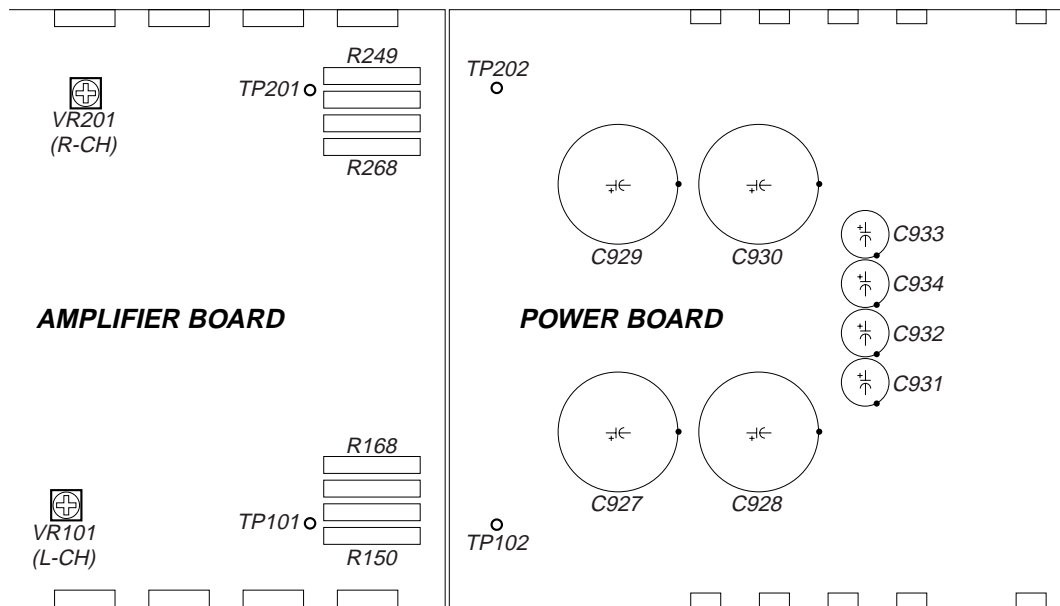 R249
TP201
VR201
(R-CH)
R268
TP202
C929
C930
C933
C934
C932
C931
AMPLIFIER BOARD
POWER BOARD
R168
TP101
VR101
(L-CH)
R150
C927
C928
TP102